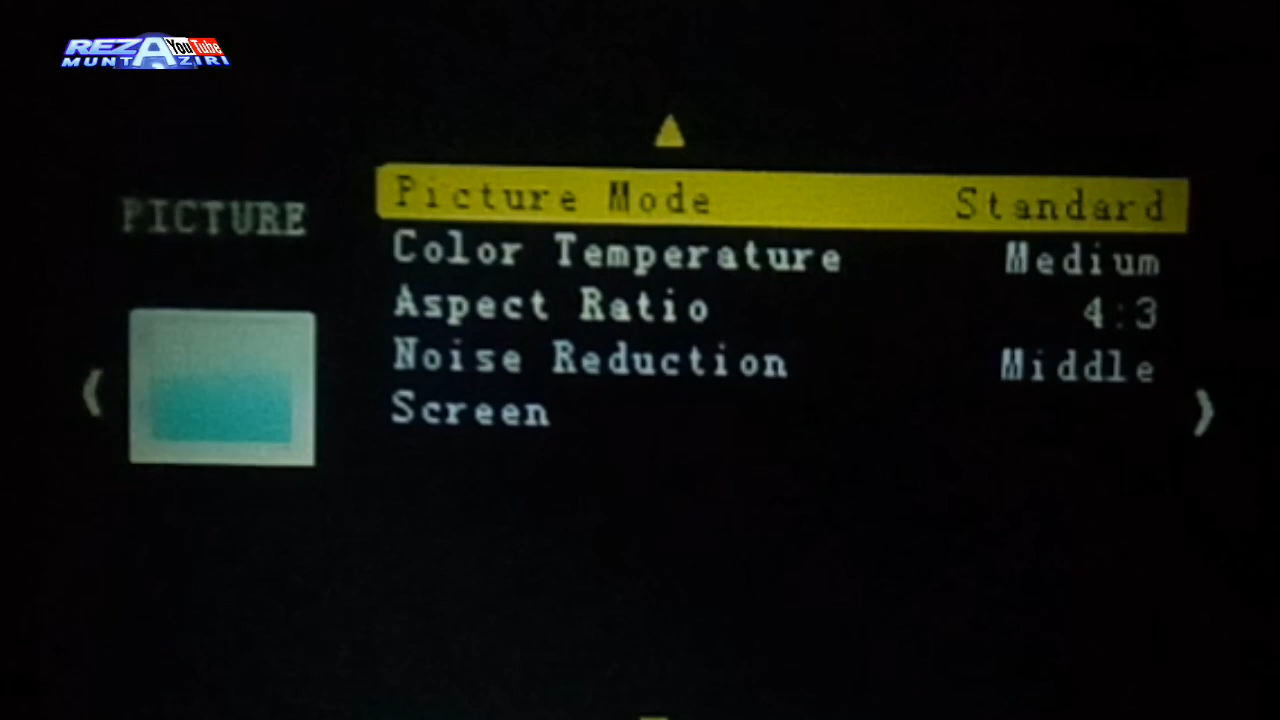 REZA YouTube
MUNTAZIRI
PICTURE
Picture Mode Standard
Color Temperature Medium
Aspect Ratio 4:3
Noise Reduction Middle
Screen